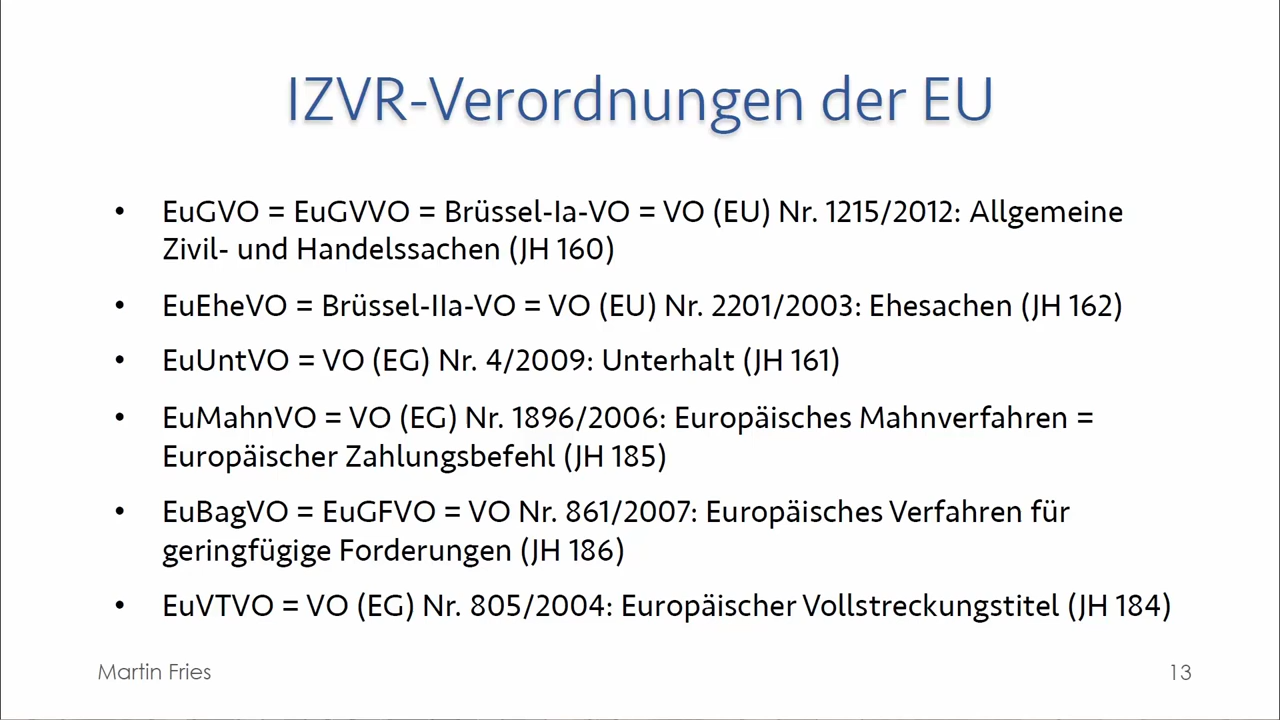 IZVR-Verordnungen der EU
• EuGVO = EuGVVO = Brüssel-Ia-VO = VO (EU) Nr. 1215/2012: Allgemeine
Zivil- und Handelssachen (JH 160)
• EuEheVO = Brüssel-IIa-VO = VO (EU) Nr. 2201/2003: Ehesachen (JH 162)
• EuUntVO = VO (EG) Nr. 4/2009: Unterhalt (JH 161)
• EuMahnVO = VO (EG) Nr. 1896/2006: Europäisches Mahnverfahren =
Europäischer Zahlungsbefehl (JH 185)
• EuBagVO = EuGFVO = VO Nr. 861/2007: Europäisches Verfahren für
geringfügige Forderungen (JH 186)
• EuVTVO = VO (EG) Nr. 805/2004: Europäischer Vollstreckungstitel (JH 184)
Martin Fries
13